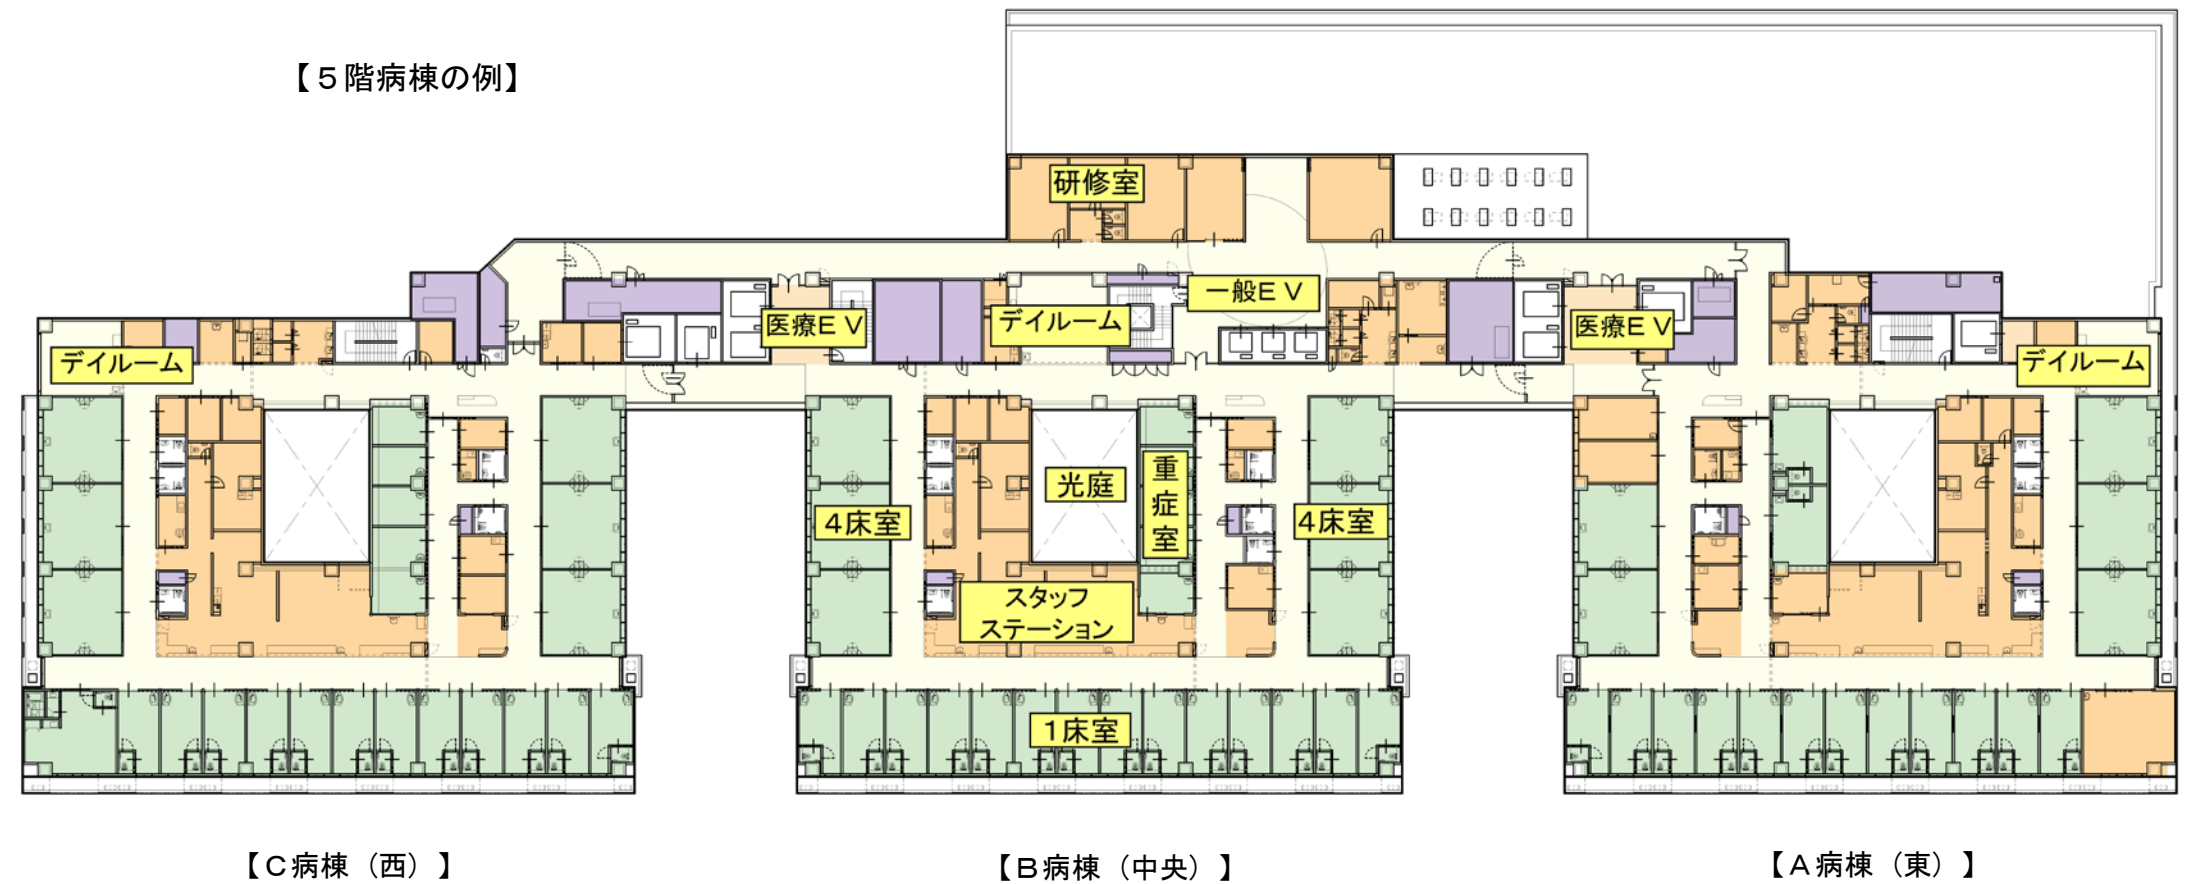 【５階病棟の例】
研修室
一般ＥＶ
デイルーム
医療ＥＶ
デイルーム
医療ＥＶ
デイルーム
４床室
光庭
重症室
４床室
スタッフ
ステーション
１床室
【Ｃ病棟（西）】
【Ｂ病棟（中央）】
【Ａ病棟（東）】